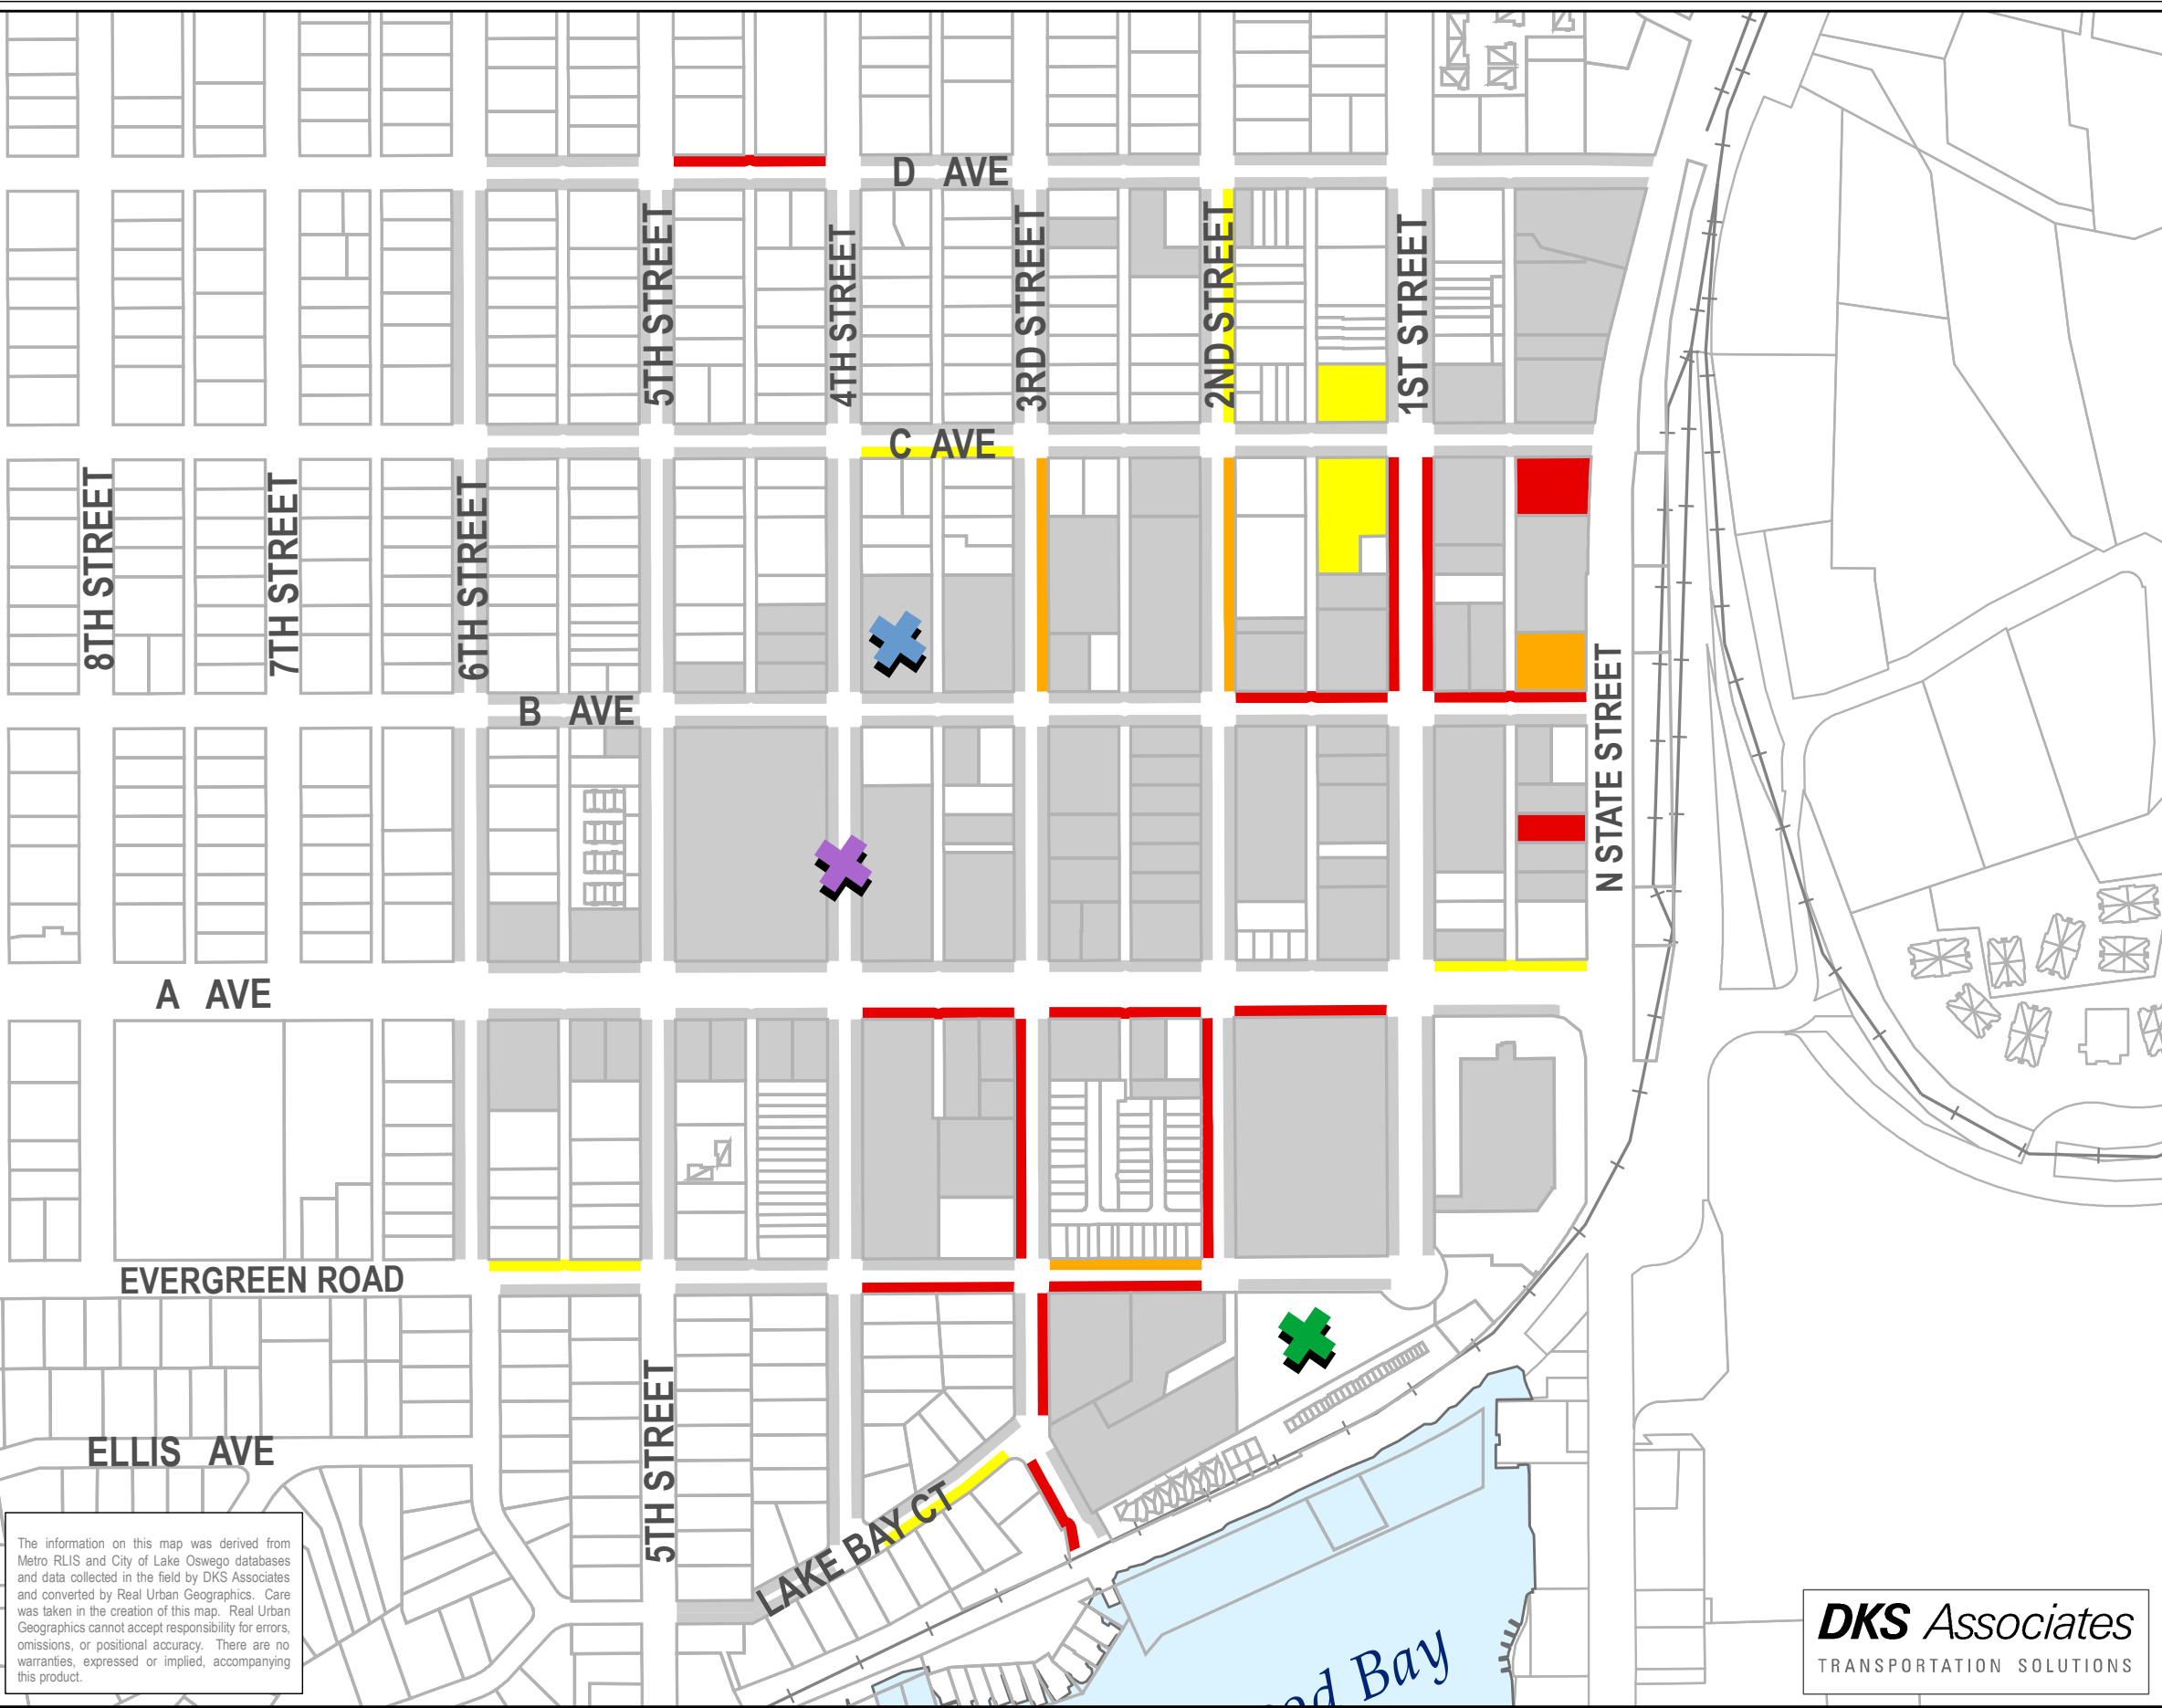 D AVE
5TH STREET
4TH STREET
3RD STREET
2ND STREET
1ST STREET
C AVE
8TH STREET
7TH STREET
6TH STREET
N STATE STREET
B AVE
A AVE
EVERGREEN ROAD
ELLIS AVE
5TH STREET
LAKE BAY CT
The information on this map was derived from
Metro RLIS and City of Lake Oswego databases
and data collected in the field by DKS Associates
and converted by Real Urban Geographics. Care
was taken in the creation of this map. Real Urban
Geographics cannot accept responsibility for errors,
omissions, or positional accuracy. There are no
warranties, expressed or implied, accompanying
this product.
Bay
DKS Associates
TRANSPORTATION SOLUTIONS